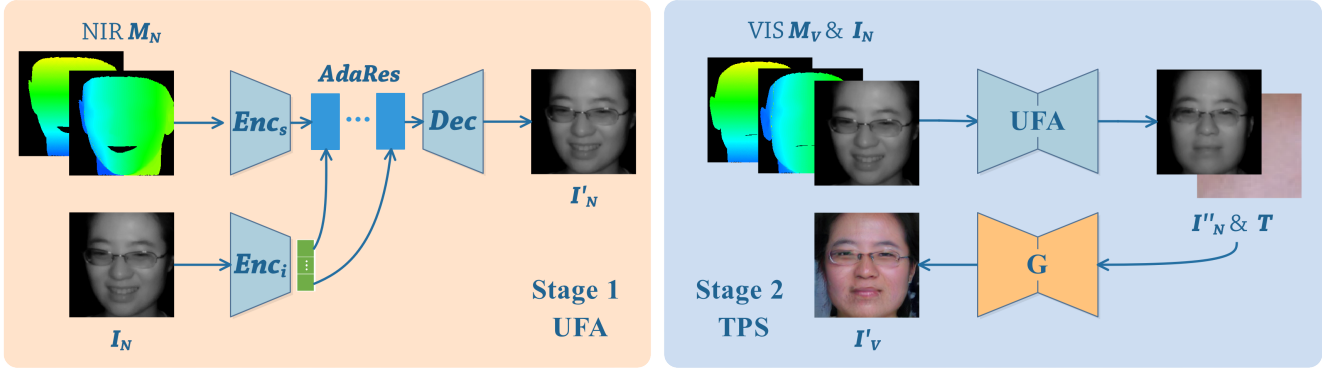 NIR M_N
AdaRes
Enc_s
...
Dec
I'_N
Enc_i
I_N
Stage 1
UFA
VIS M_V & I_N
UFA
I''_N & T
G
I'_V
Stage 2
TPS